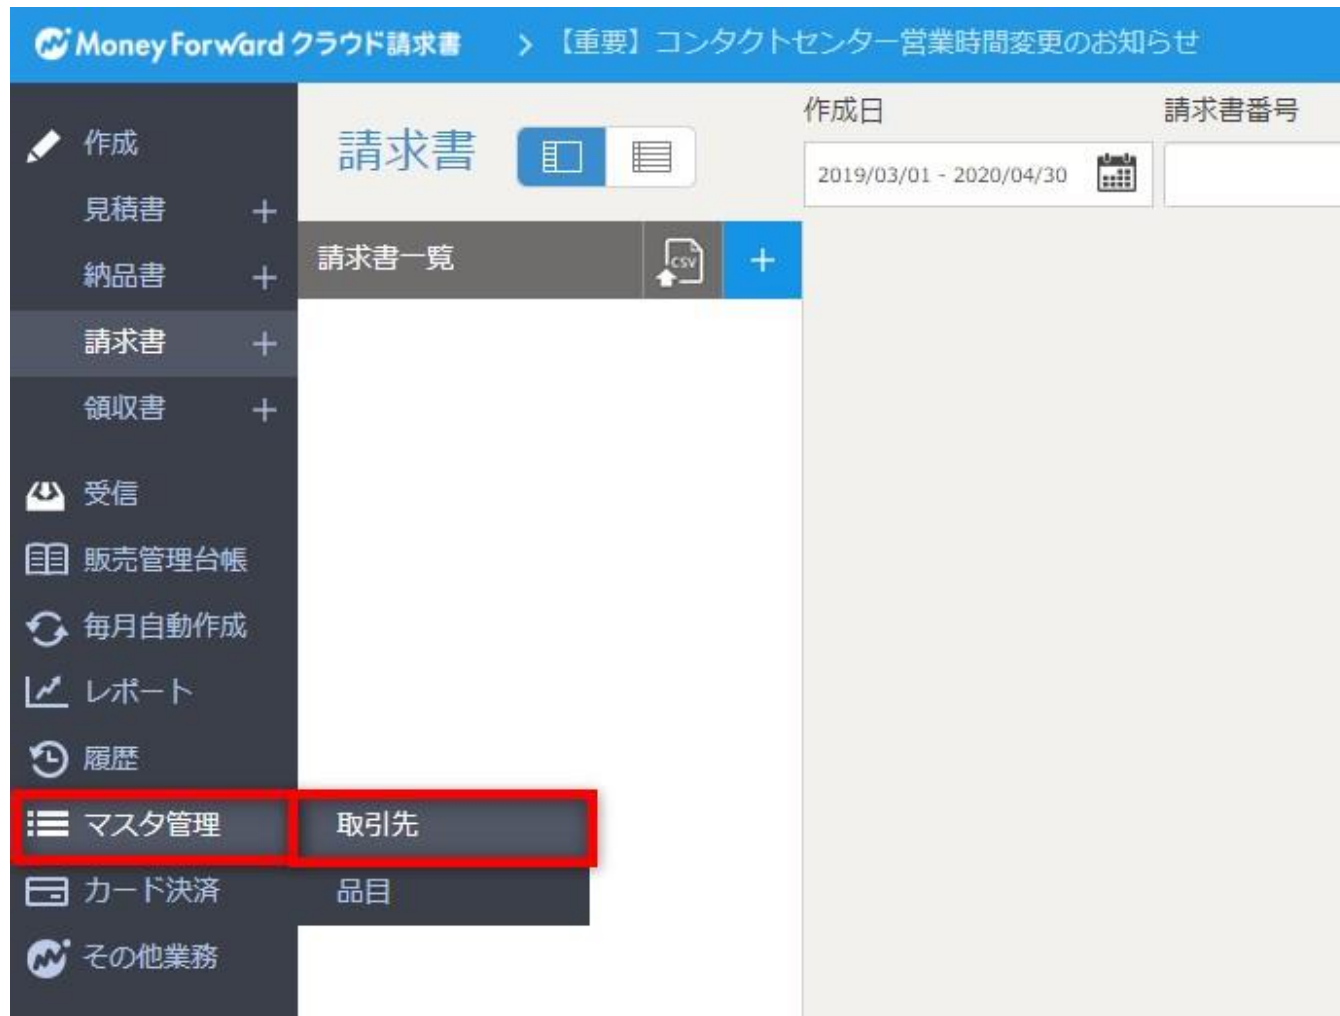 Money Forward クラウド請求書 > 【重要】コンタクトセンター営業時間変更のお知らせ
作成
見積書 +
納品書 +
請求書 +
領収書 +
受信
販売管理台帳
毎月自動作成
レポート
履歴
マスタ管理
カード決済
その他業務
取引先
品目
請求書
作成日
2019/03/01 - 2020/04/30
請求書番号
請求書一覧
CSV
+